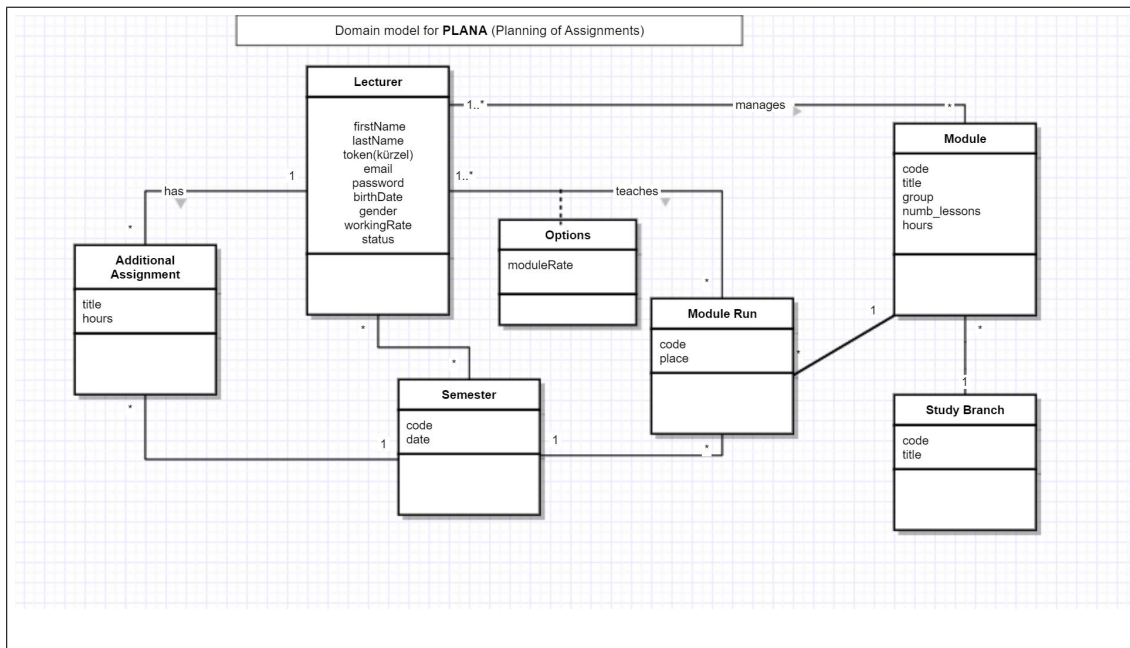 Domain model for PLANA (Planning of Assignments)
Lecturer
firstName
lastName
token(kürzel)
email
password
birthDate
gender
workingRate
status
1..*
manages
*
Module
code
title
group
numb_lessons
hours
1
has
*
1..*
teaches
*
Options
moduleRate
Additional
Assignment
title
hours
Module Run
code
place
1
*
*
1
Study Branch
code
title
*
*
Semester
code
date
*
1
1
*